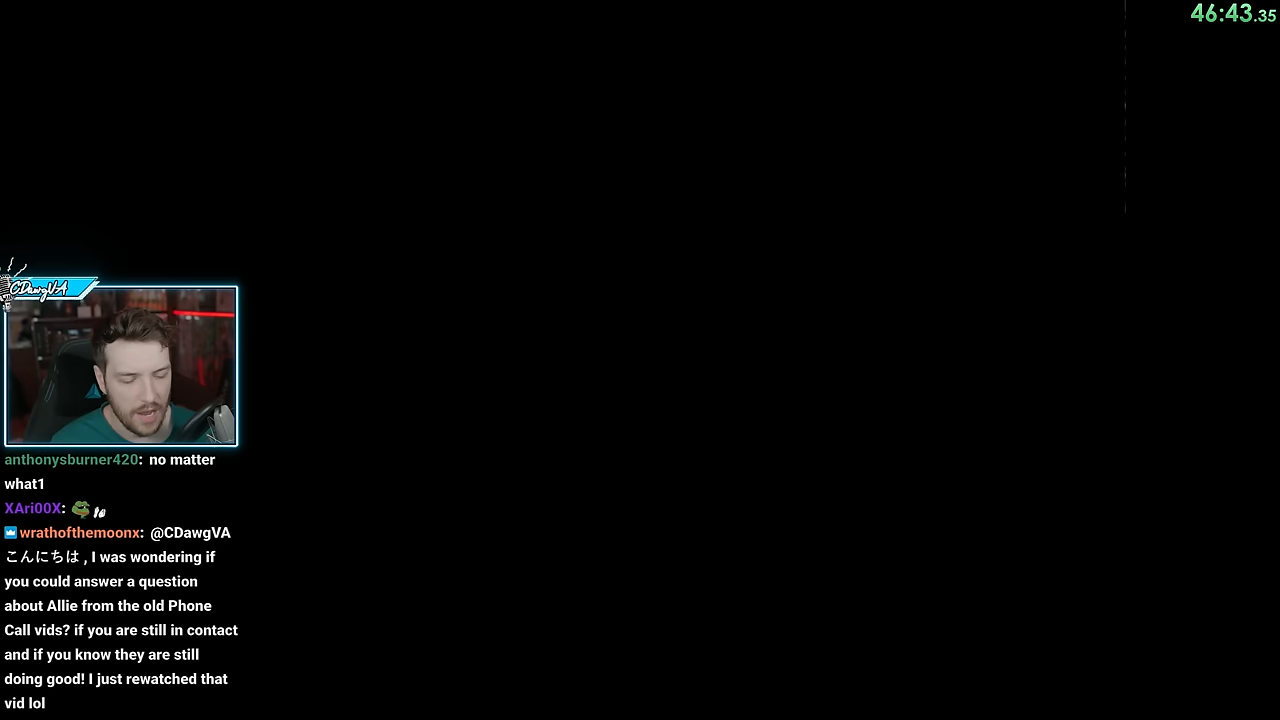 46:43.35
CDawgVA
anthonysburner420: no matter
what1
XAri00X:
wrathofthemoonx: @CDawgVA
こんにちは , I was wondering if
you could answer a question
about Allie from the old Phone
Call vids? if you are still in contact
and if you know they are still
doing good! I just rewatched that
vid lol